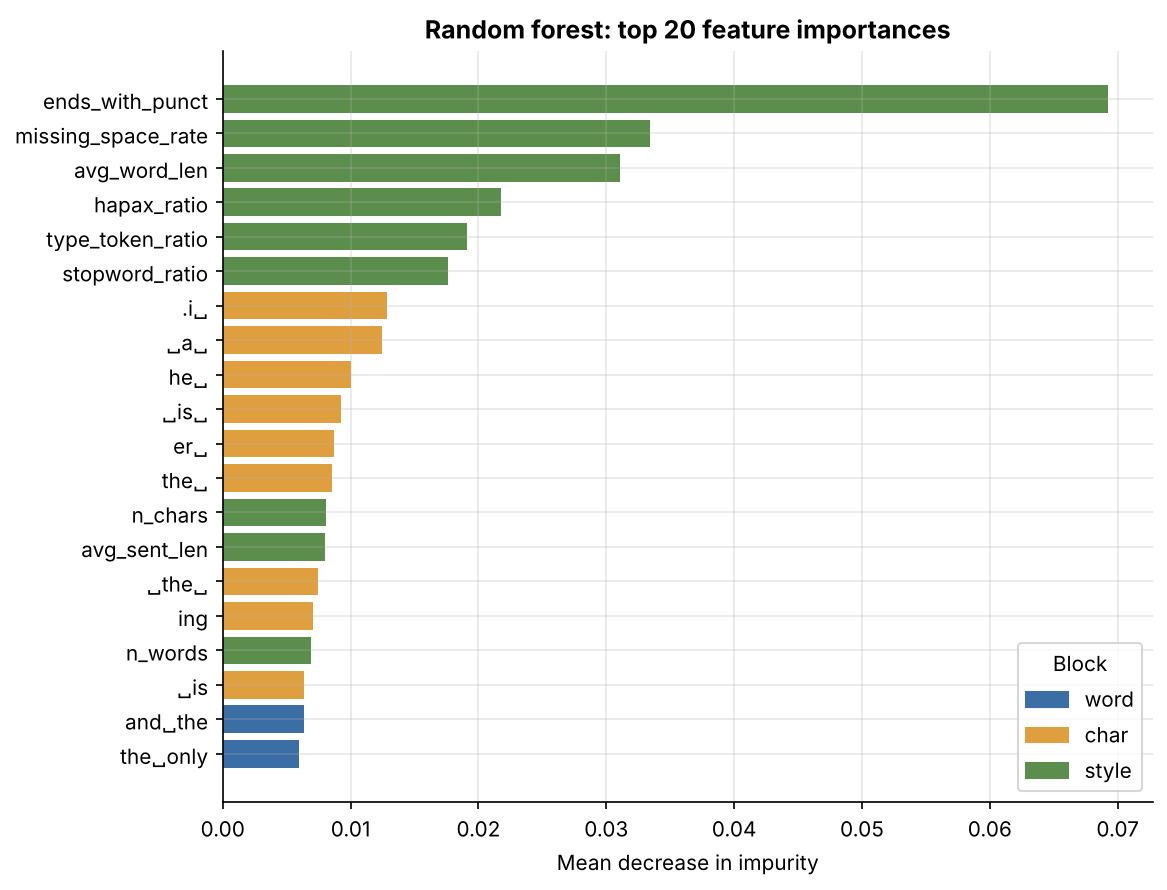 Random forest: top 20 feature importances
ends_with_punct
missing_space_rate
avg_word_len
hapax_ratio
type_token_ratio
stopword_ratio
.i␣
␣a␣
he␣
␣is␣
er␣
the␣
n_chars
avg_sent_len
␣the␣
ing
n_words
␣is
and␣the
the␣only
Block
word
char
style
0.00 0.01 0.02 0.03 0.04 0.05 0.06 0.07
Mean decrease in impurity